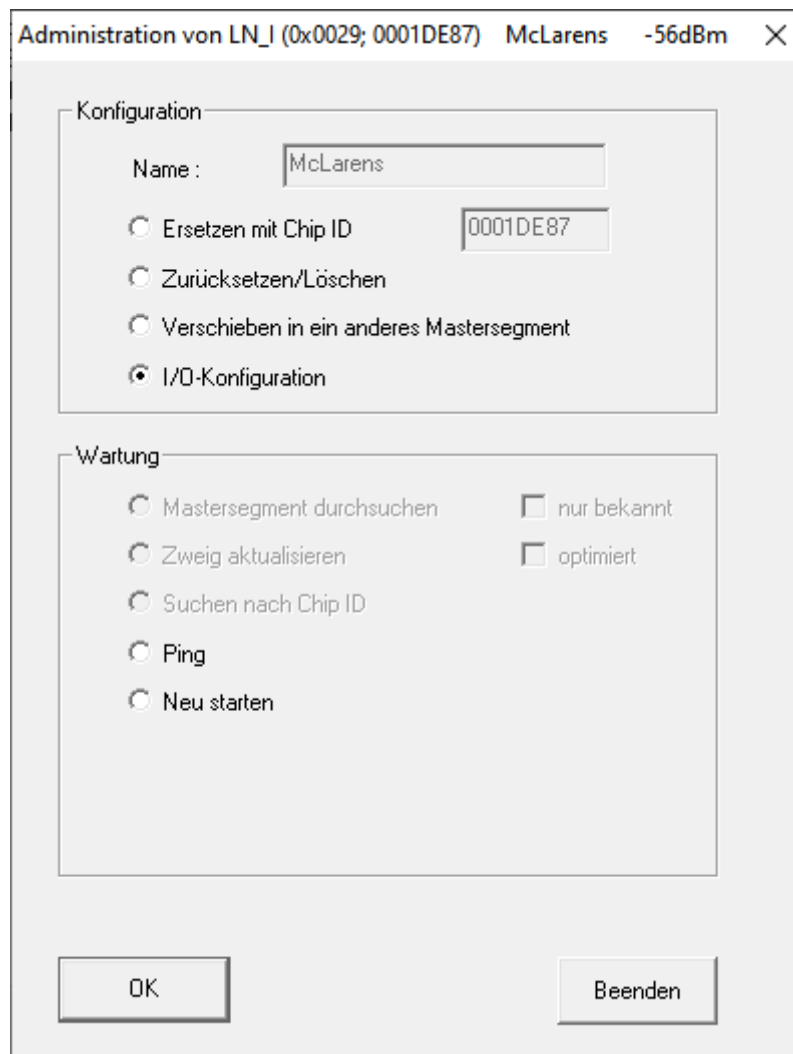 Administration von LN_I (0x0029; 0001DE87) McLarens -56dBm
Konfiguration
Name : McLarens
Ersetzen mit Chip ID 0001DE87
Zurücksetzen/Löschen
Verschieben in ein anderes Mastersegment
I/O-Konfiguration
Wartung
Mastersegment durchsuchen nur bekannt
Zweig aktualisieren optimiert
Suchen nach Chip ID
Ping
Neu starten
OK Beenden